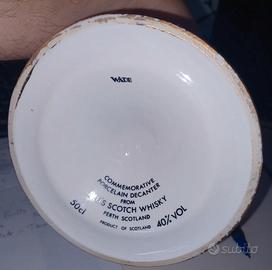 WADE
COMMEMORATIVE
PORCELAIN DECANTER
FROM
SCOTCH WHISKY
PERTH SCOTLAND
50cl
40%VOL
PRODUCT OF SCOTLAND
subito